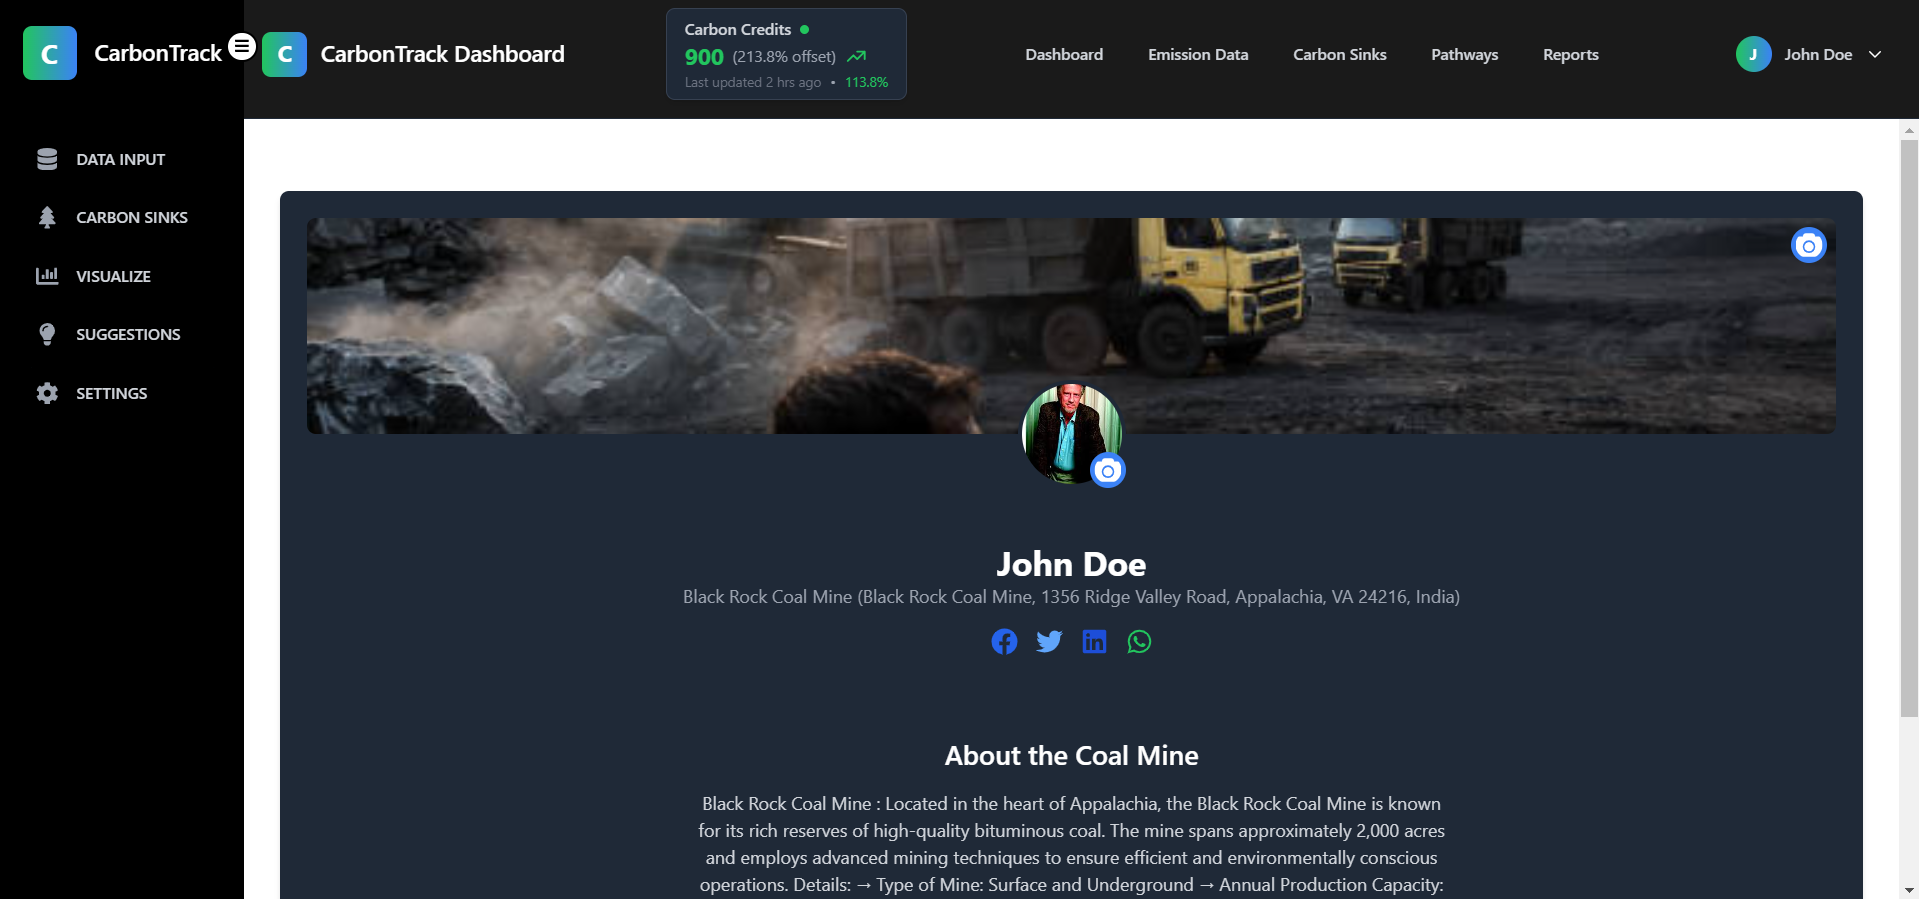 C CarbonTrack
C CarbonTrack Dashboard
Carbon Credits
900 (213.8% offset)
Last updated 2 hrs ago • 113.8%
Dashboard
Emission Data
Carbon Sinks
Pathways
Reports
J John Doe
DATA INPUT
CARBON SINKS
VISUALIZE
SUGGESTIONS
SETTINGS
John Doe
Black Rock Coal Mine (Black Rock Coal Mine, 1356 Ridge Valley Road, Appalachia, VA 24216, India)
About the Coal Mine
Black Rock Coal Mine : Located in the heart of Appalachia, the Black Rock Coal Mine is known
for its rich reserves of high-quality bituminous coal. The mine spans approximately 2,000 acres
and employs advanced mining techniques to ensure efficient and environmentally conscious
operations. Details: → Type of Mine: Surface and Underground → Annual Production Capacity: